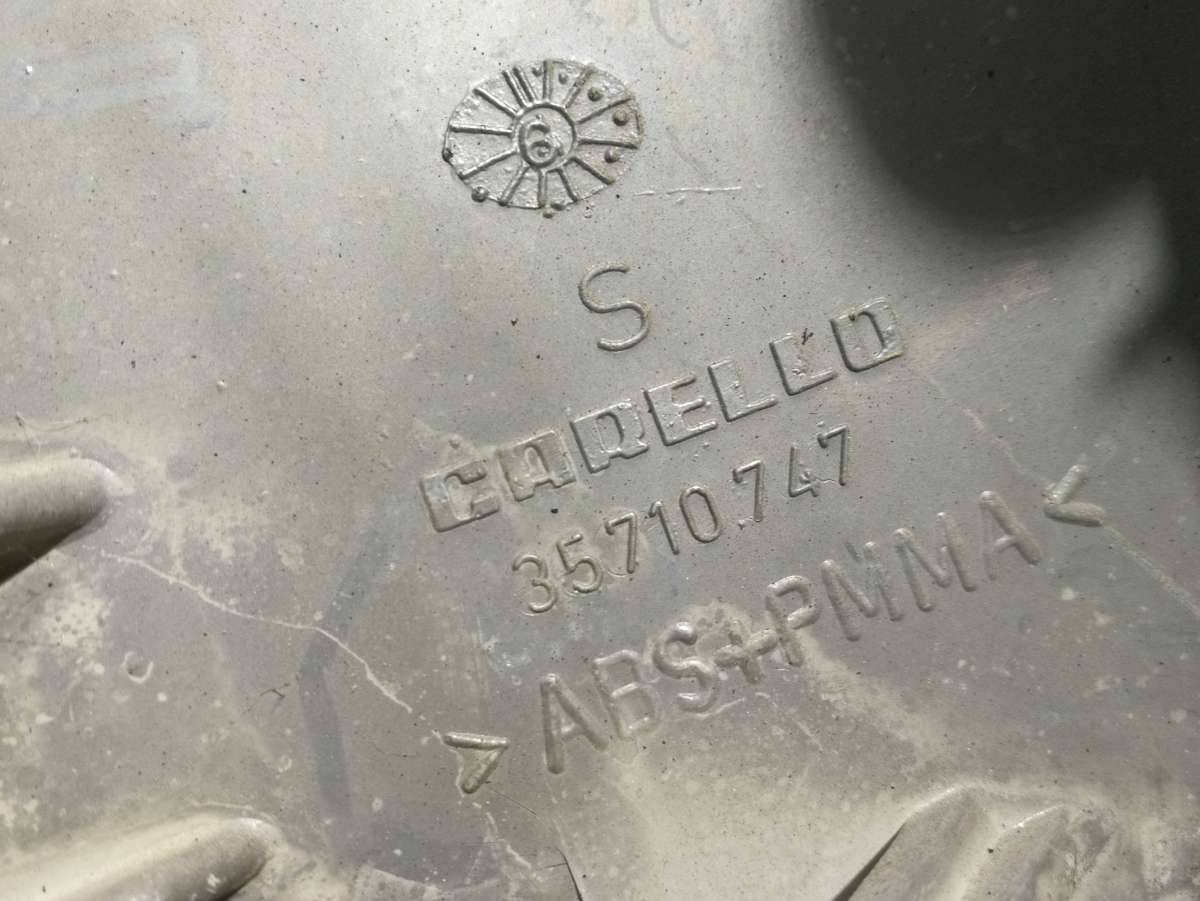 6
S
CARELLO
35710747
>ABS+PMMA<